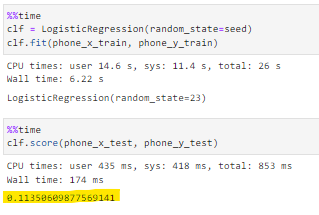 %%time
clf = LogisticRegression(random_state=seed)
clf.fit(phone_x_train, phone_y_train)
CPU times: user 14.6 s, sys: 11.4 s, total: 26 s
Wall time: 6.22 s
LogisticRegression(random_state=23)
%%time
clf.score(phone_x_test, phone_y_test)
CPU times: user 435 ms, sys: 418 ms, total: 853 ms
Wall time: 174 ms
0.11350609877569141